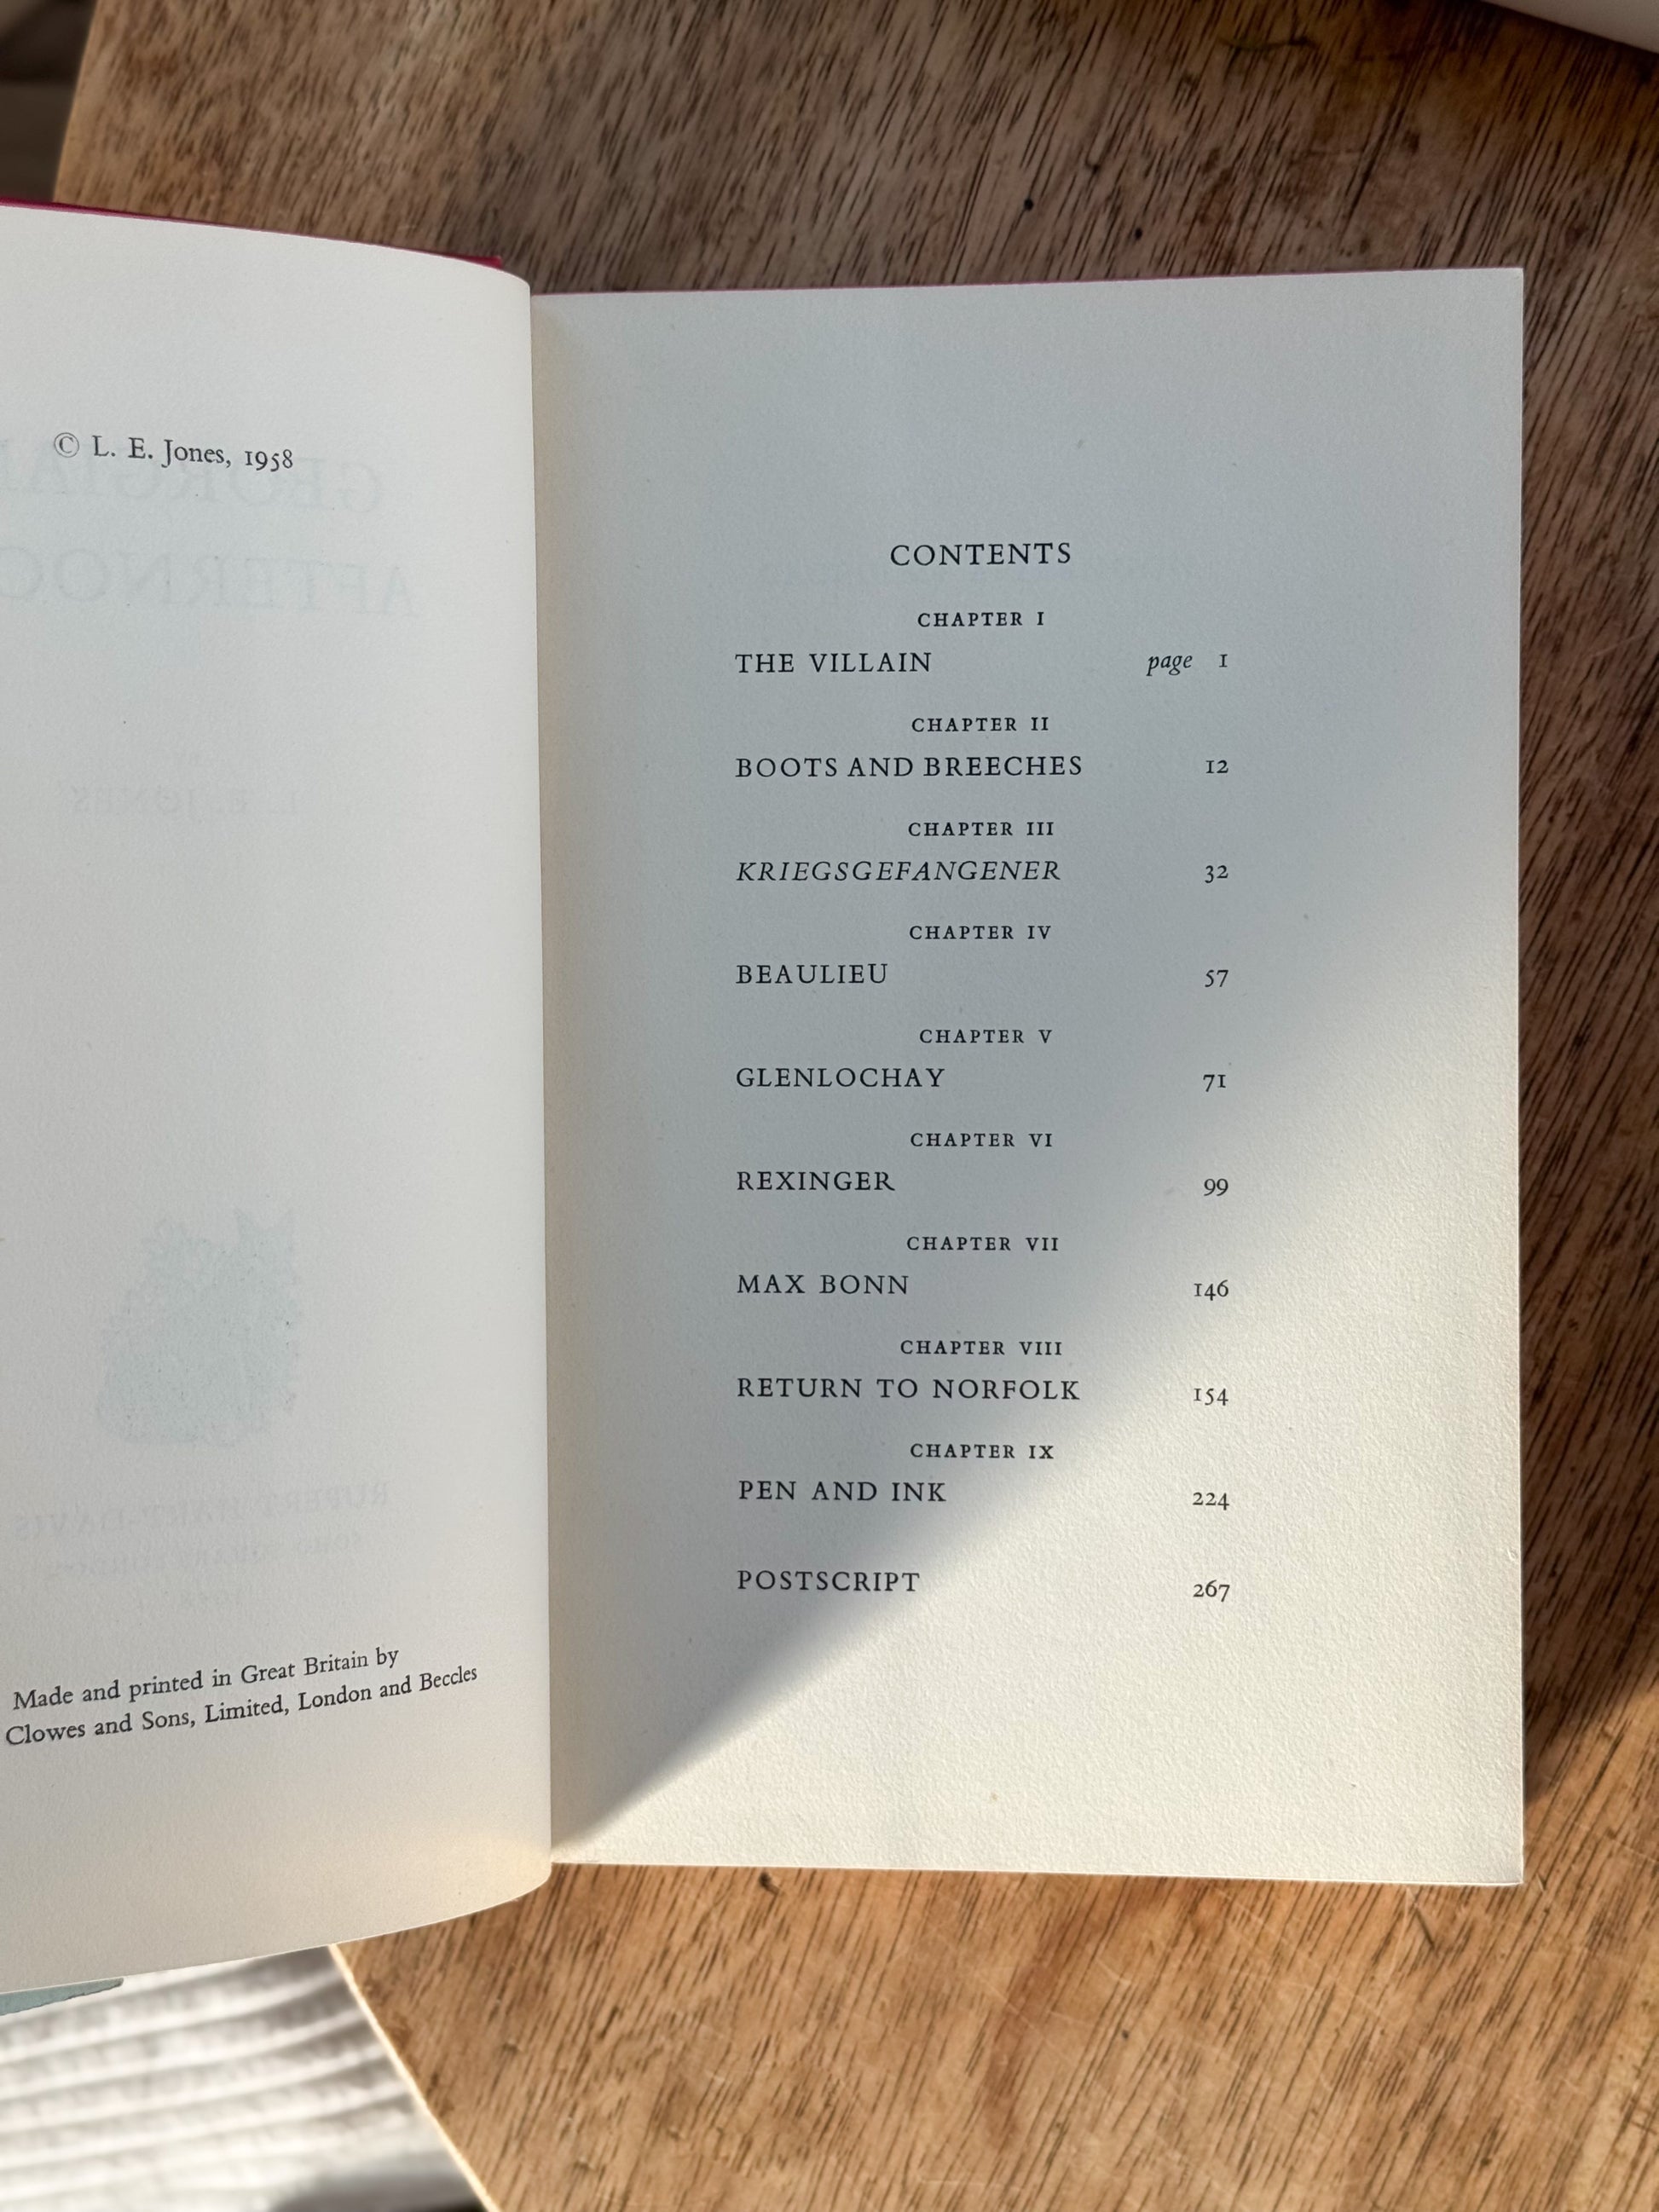 © L. E. Jones, 1958
Made and printed in Great Britain by
Clowes and Sons, Limited, London and Beccles
CONTENTS
CHAPTER I
THE VILLAIN page 1
CHAPTER II
BOOTS AND BREECHES 12
CHAPTER III
KRIEGSGEFANGENER 32
CHAPTER IV
BEAULIEU 57
CHAPTER V
GLENLOCHAY 71
CHAPTER VI
REXINGER 99
CHAPTER VII
MAX BONN 146
CHAPTER VIII
RETURN TO NORFOLK 154
CHAPTER IX
PEN AND INK 224
POSTSCRIPT 267